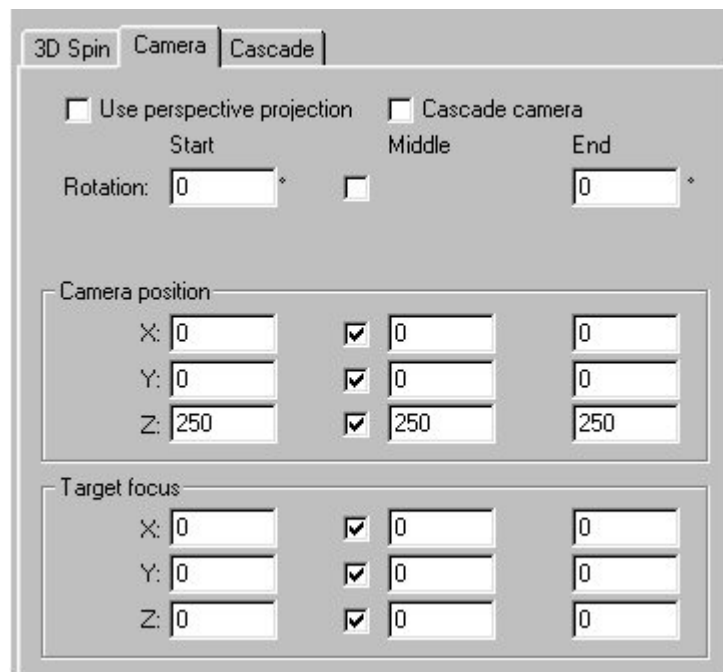 3D Spin Camera Cascade
Use perspective projection Cascade camera
Start Middle End
Rotation: 0 ° 0 °
Camera position
X: 0 0 0
Y: 0 0 0
Z: 250 250 250
Target focus
X: 0 0 0
Y: 0 0 0
Z: 0 0 0